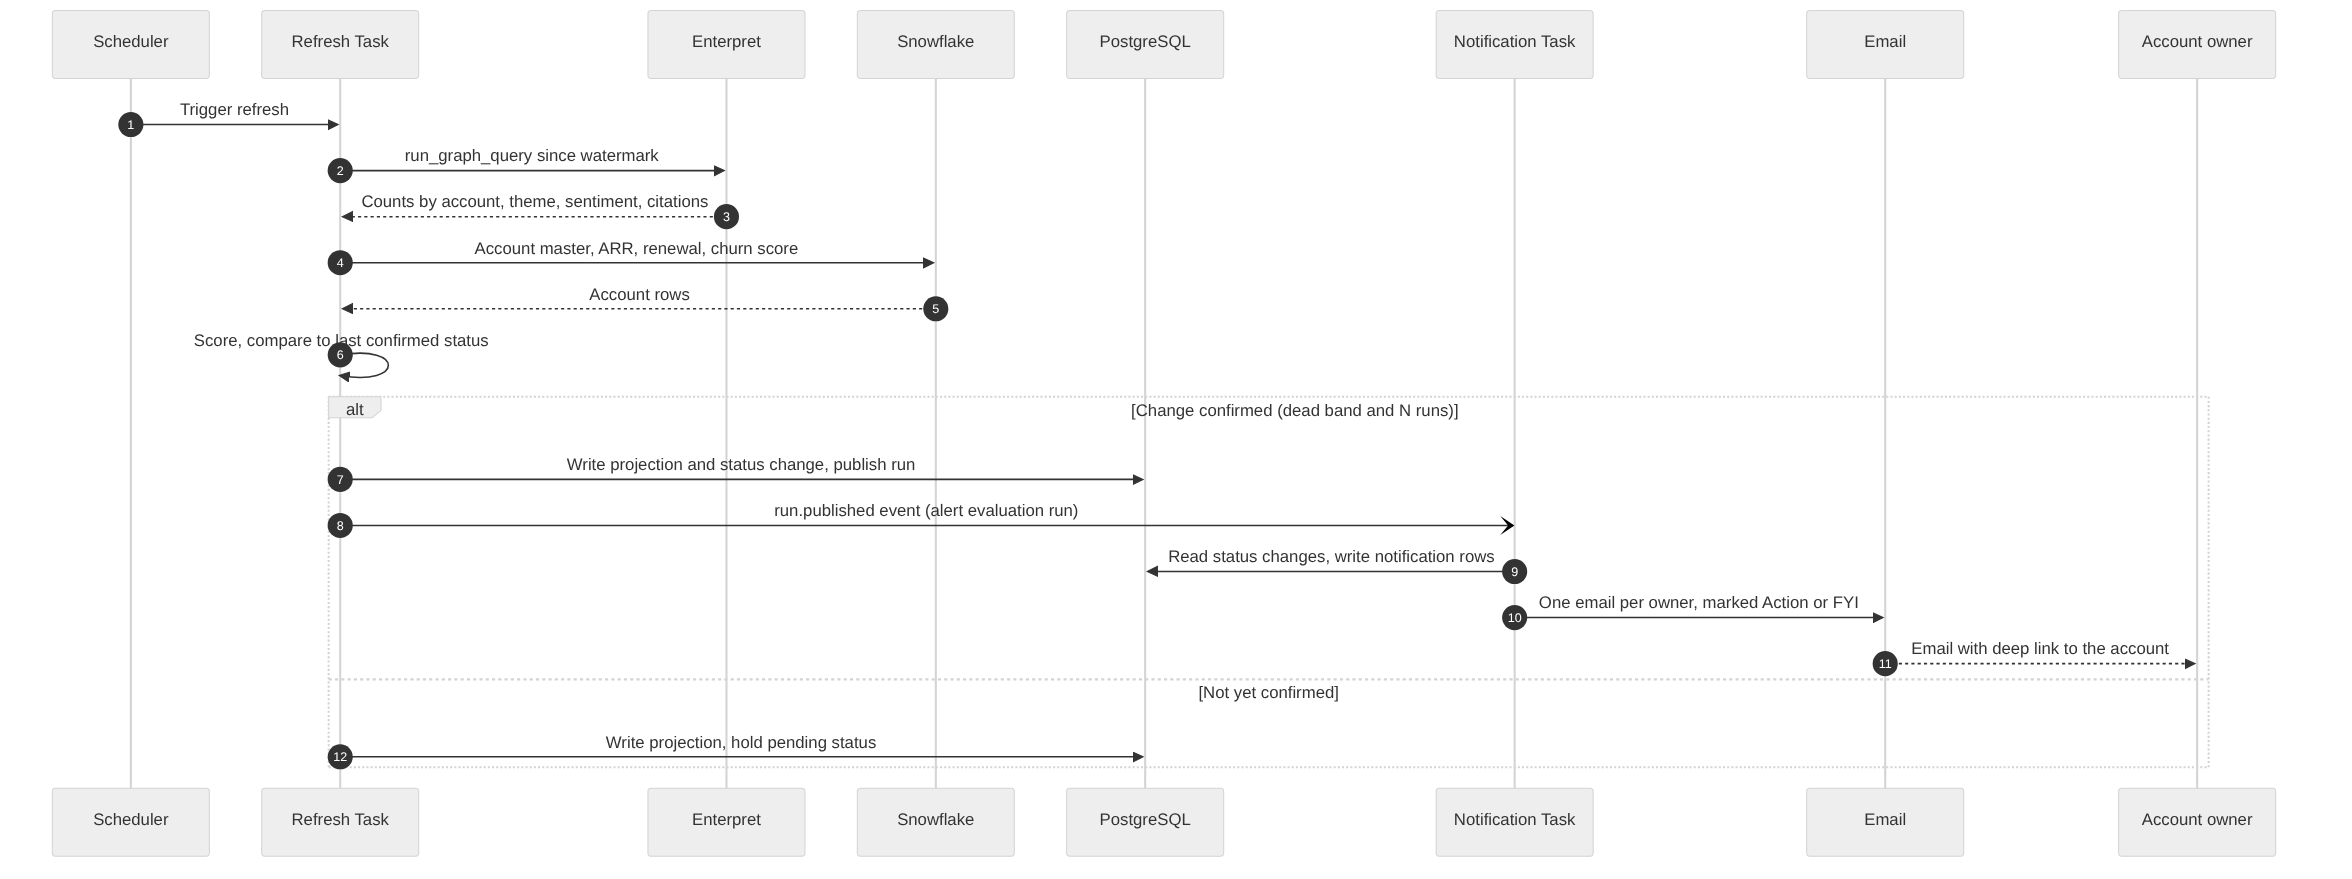 Scheduler
Refresh Task
Enterpret
Snowflake
PostgreSQL
Notification Task
Email
Account owner
Trigger refresh
1
run_graph_query since watermark
2
Counts by account, theme, sentiment, citations
3
Account master, ARR, renewal, churn score
4
Account rows
5
Score, compare to last confirmed status
6
alt
[Change confirmed (dead band and N runs)]
Write projection and status change, publish run
7
run.published event (alert evaluation run)
8
Read status changes, write notification rows
9
One email per owner, marked Action or FYI
10
Email with deep link to the account
11
[Not yet confirmed]
Write projection, hold pending status
12
Scheduler
Refresh Task
Enterpret
Snowflake
PostgreSQL
Notification Task
Email
Account owner